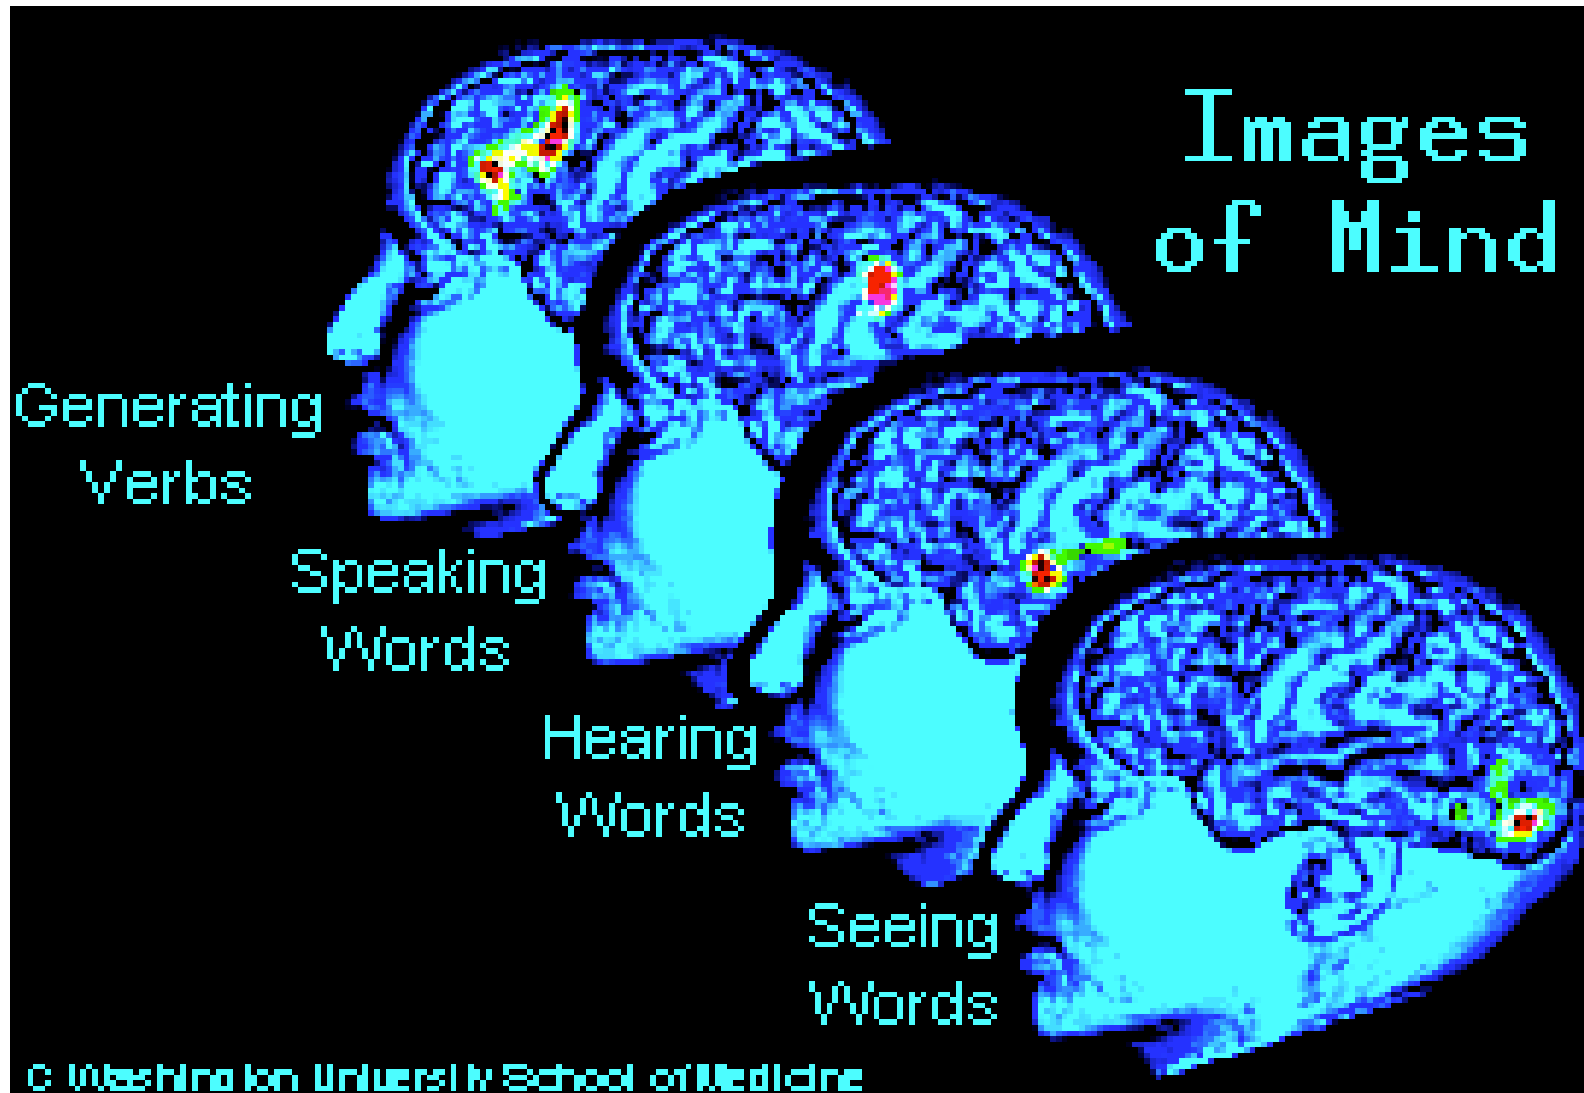 Images
of Mind
Generating
Verbs
Speaking
Words
Hearing
Words
Seeing
Words
© Washington University School of Medicine